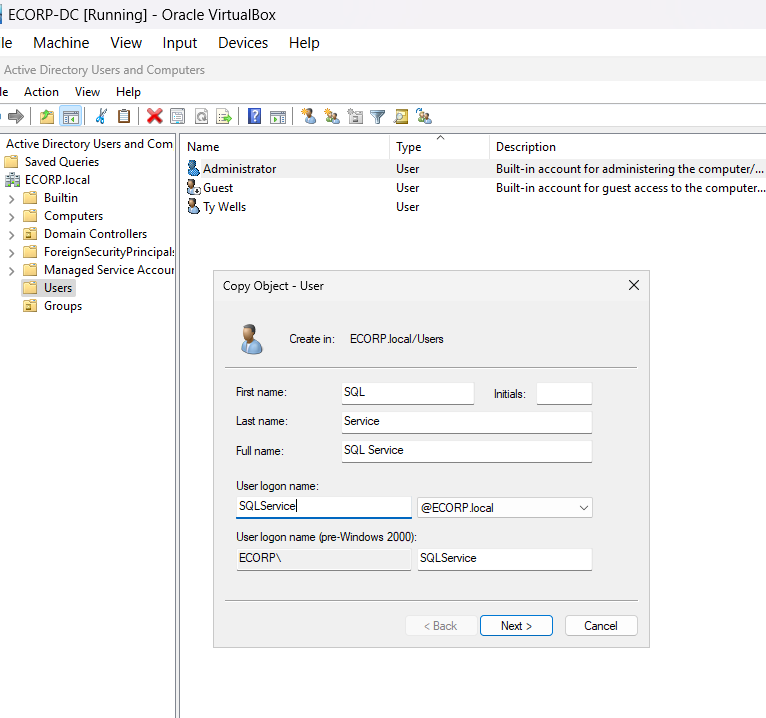 ECORP-DC [Running] - Oracle VirtualBox
le Machine View Input Devices Help
Active Directory Users and Computers
le Action View Help
Active Directory Users and Com
Saved Queries
ECORP.local
Builtin
Computers
Domain Controllers
ForeignSecurityPrincipals
Managed Service Accour
Users
Groups
Name Type Description
Administrator User Built-in account for administering the computer/...
Guest User Built-in account for guest access to the computer...
Ty Wells User
Copy Object - User
Create in: ECORP.local/Users
First name: SQL Initials:
Last name: Service
Full name: SQL Service
User logon name:
SQLService @ECORP.local
User logon name (pre-Windows 2000):
ECORP\ SQLService
< Back Next > Cancel